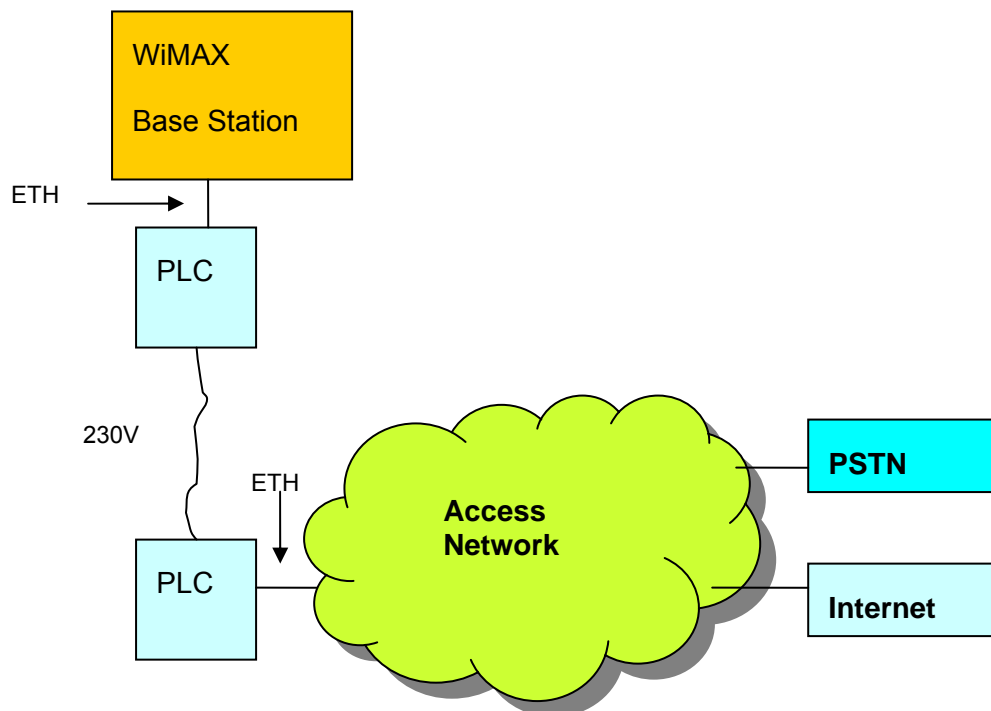 WiMAX
Base Station
ETH
PLC
230V
ETH
Access
Network
PSTN
PLC
Internet